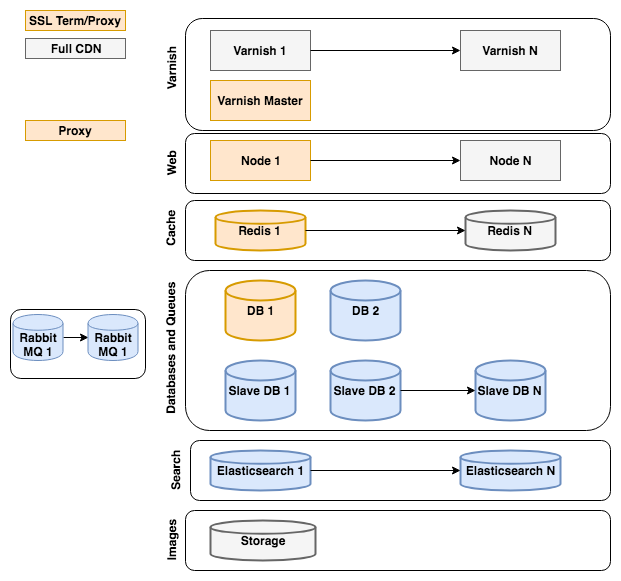 SSL Term/Proxy
Full CDN
Proxy
Varnish
Varnish 1
Varnish N
Varnish Master
Web
Node 1
Node N
Cache
Redis 1
Redis N
Rabbit
MQ 1
Rabbit
MQ 1
Databases and Queues
DB 1
DB 2
Slave DB 1
Slave DB 2
Slave DB N
Search
Elasticsearch 1
Elasticsearch N
Images
Storage